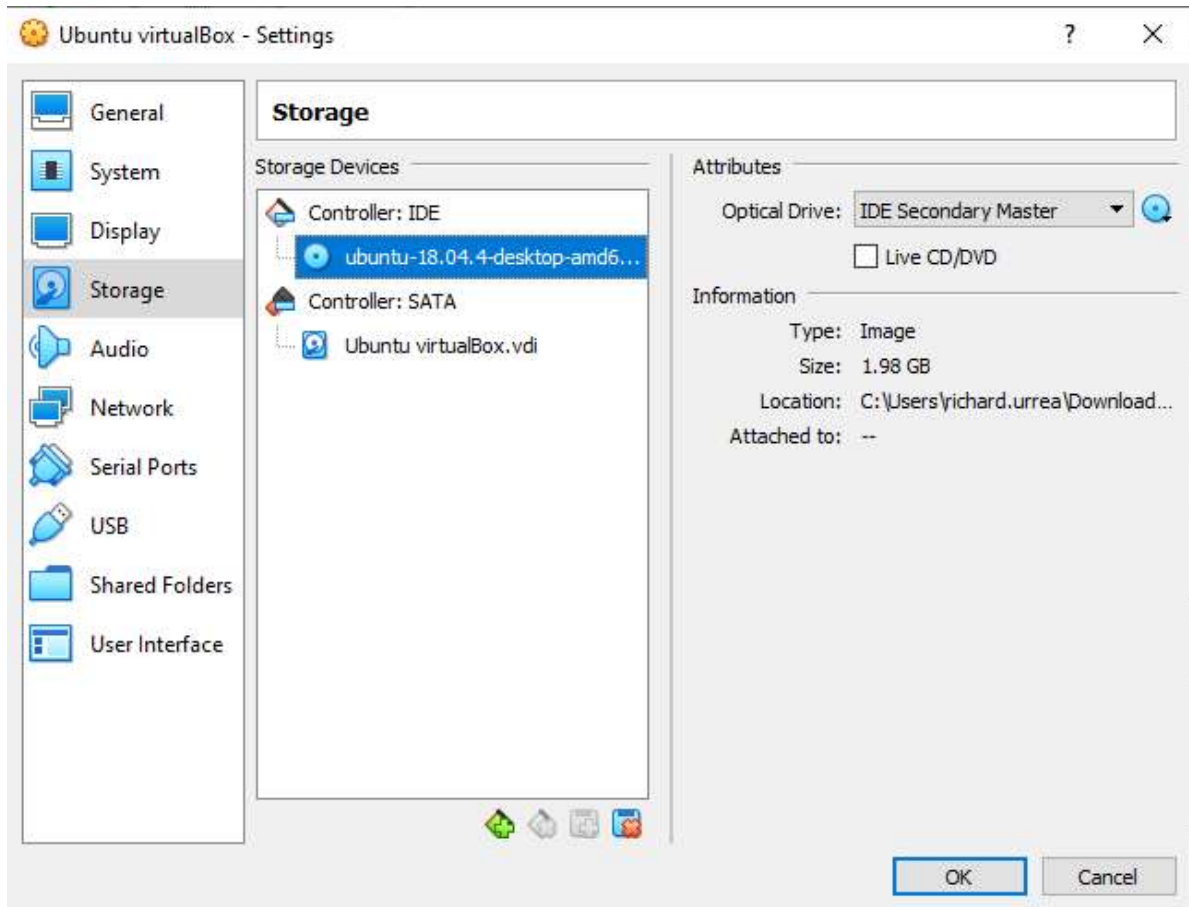 Ubuntu virtualBox - Settings
?
General
System
Display
Storage
Audio
Network
Serial Ports
USB
Shared Folders
User Interface
Storage
Storage Devices
Controller: IDE
ubuntu-18.04.4-desktop-amd6...
Controller: SATA
Ubuntu virtualBox.vdi
Attributes
Optical Drive: IDE Secondary Master
Live CD/DVD
Information
Type: Image
Size: 1.98 GB
Location: C:\Users\richard.urrea\Download...
Attached to: --
OK
Cancel